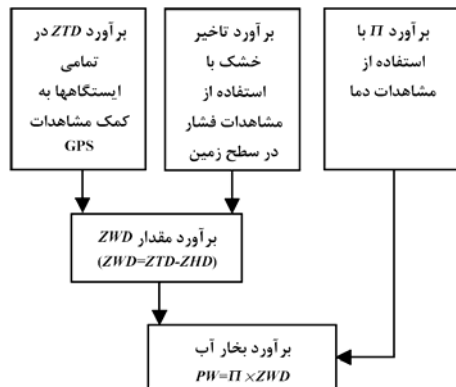 برآورد ZTD در
تمامی
ایستگاهها به
کمک مشاهدات
GPS
برآورد تاخیر
خشک با
استفاده از
مشاهدات فشار
در سطح زمین
برآورد Π با
استفاده از
مشاهدات دما
برآورد مقدار ZWD
(ZWD=ZTD-ZHD)
برآورد بخار آب
PW=Π×ZWD